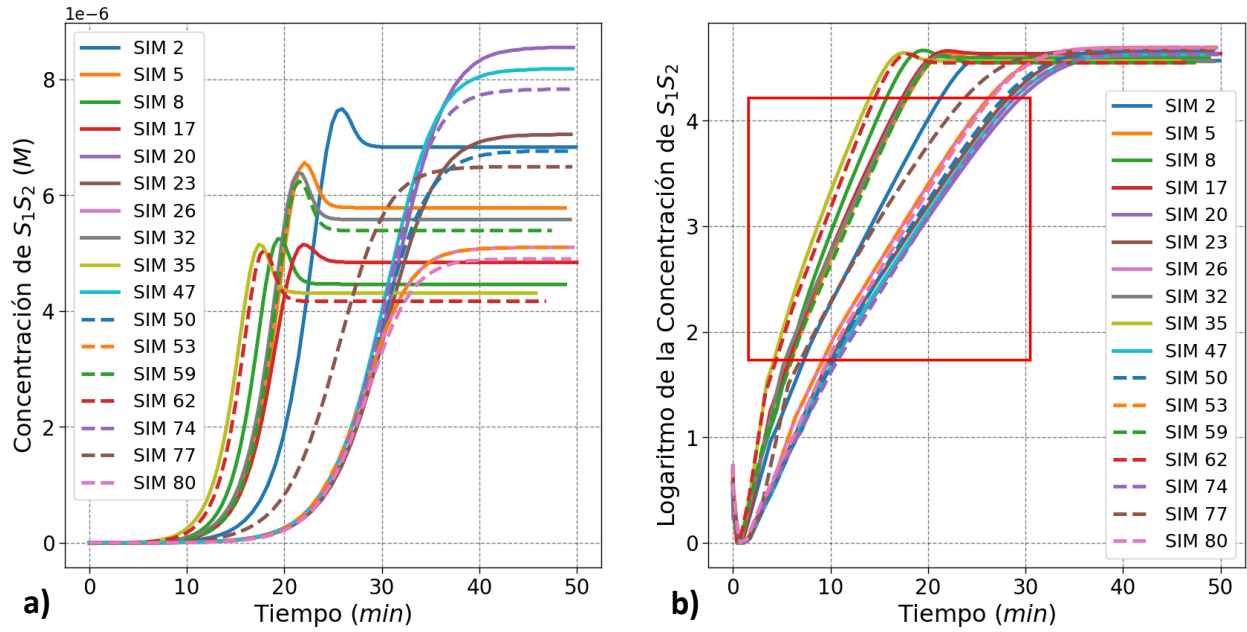 1e−6
Concentración de S₁S₂ (M)
8
6
4
2
0
SIM 2
SIM 5
SIM 8
SIM 17
SIM 20
SIM 23
SIM 26
SIM 32
SIM 35
SIM 47
SIM 50
SIM 53
SIM 59
SIM 62
SIM 74
SIM 77
SIM 80
0 10 20 30 40 50
Tiempo (min)
a)
Logaritmo de la Concentración de S₁S₂
4
3
2
1
0
SIM 2
SIM 5
SIM 8
SIM 17
SIM 20
SIM 23
SIM 26
SIM 32
SIM 35
SIM 47
SIM 50
SIM 53
SIM 59
SIM 62
SIM 74
SIM 77
SIM 80
0 10 20 30 40 50
Tiempo (min)
b)